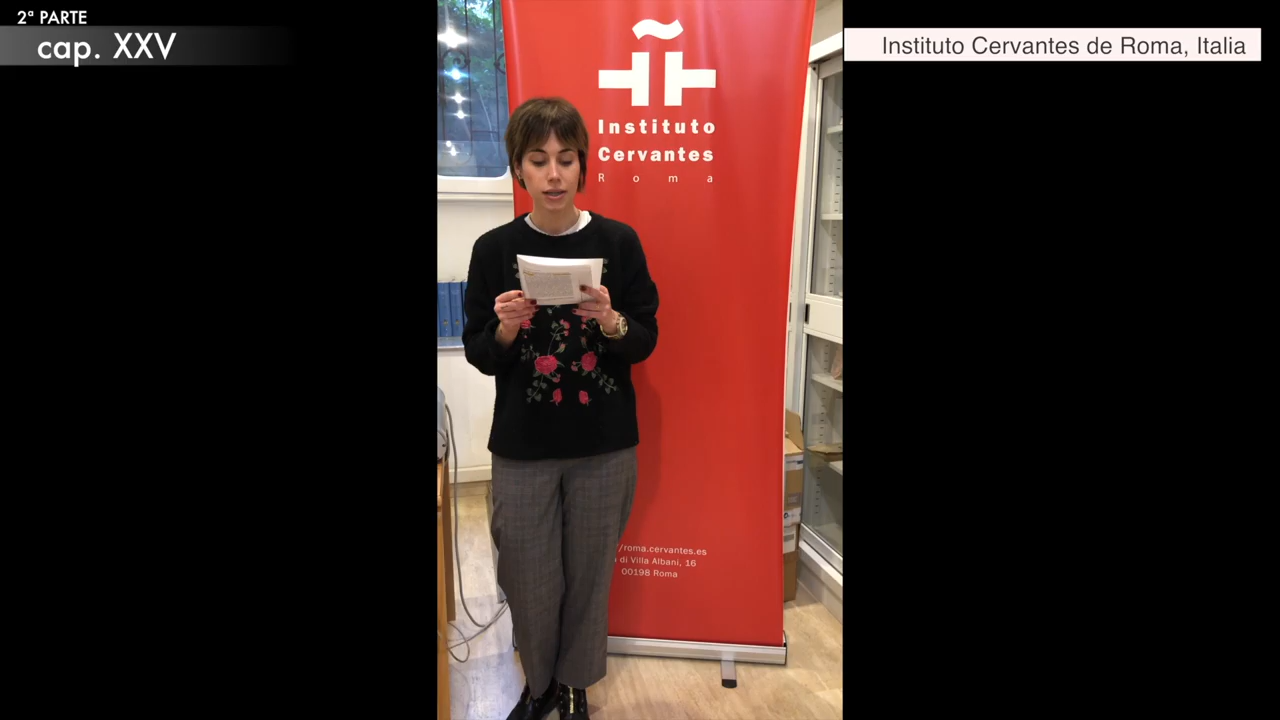 2ª PARTE
cap. XXV
Instituto Cervantes de Roma, Italia
Instituto
Cervantes
Roma
/roma.cervantes.es
di Villa Albani, 16
00198 Roma